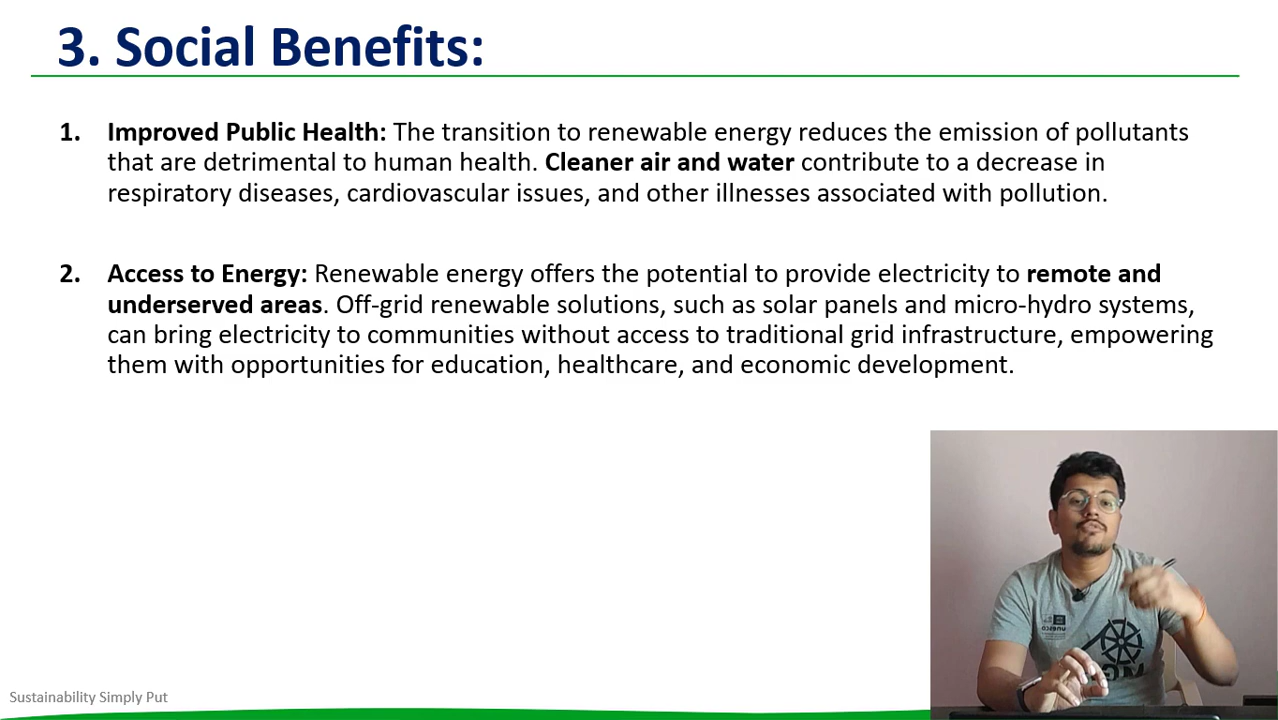 3. Social Benefits:
1. Improved Public Health: The transition to renewable energy reduces the emission of pollutants
that are detrimental to human health. Cleaner air and water contribute to a decrease in
respiratory diseases, cardiovascular issues, and other illnesses associated with pollution.
2. Access to Energy: Renewable energy offers the potential to provide electricity to remote and
underserved areas. Off-grid renewable solutions, such as solar panels and micro-hydro systems,
can bring electricity to communities without access to traditional grid infrastructure, empowering
them with opportunities for education, healthcare, and economic development.
unesco
Sustainability Simply Put